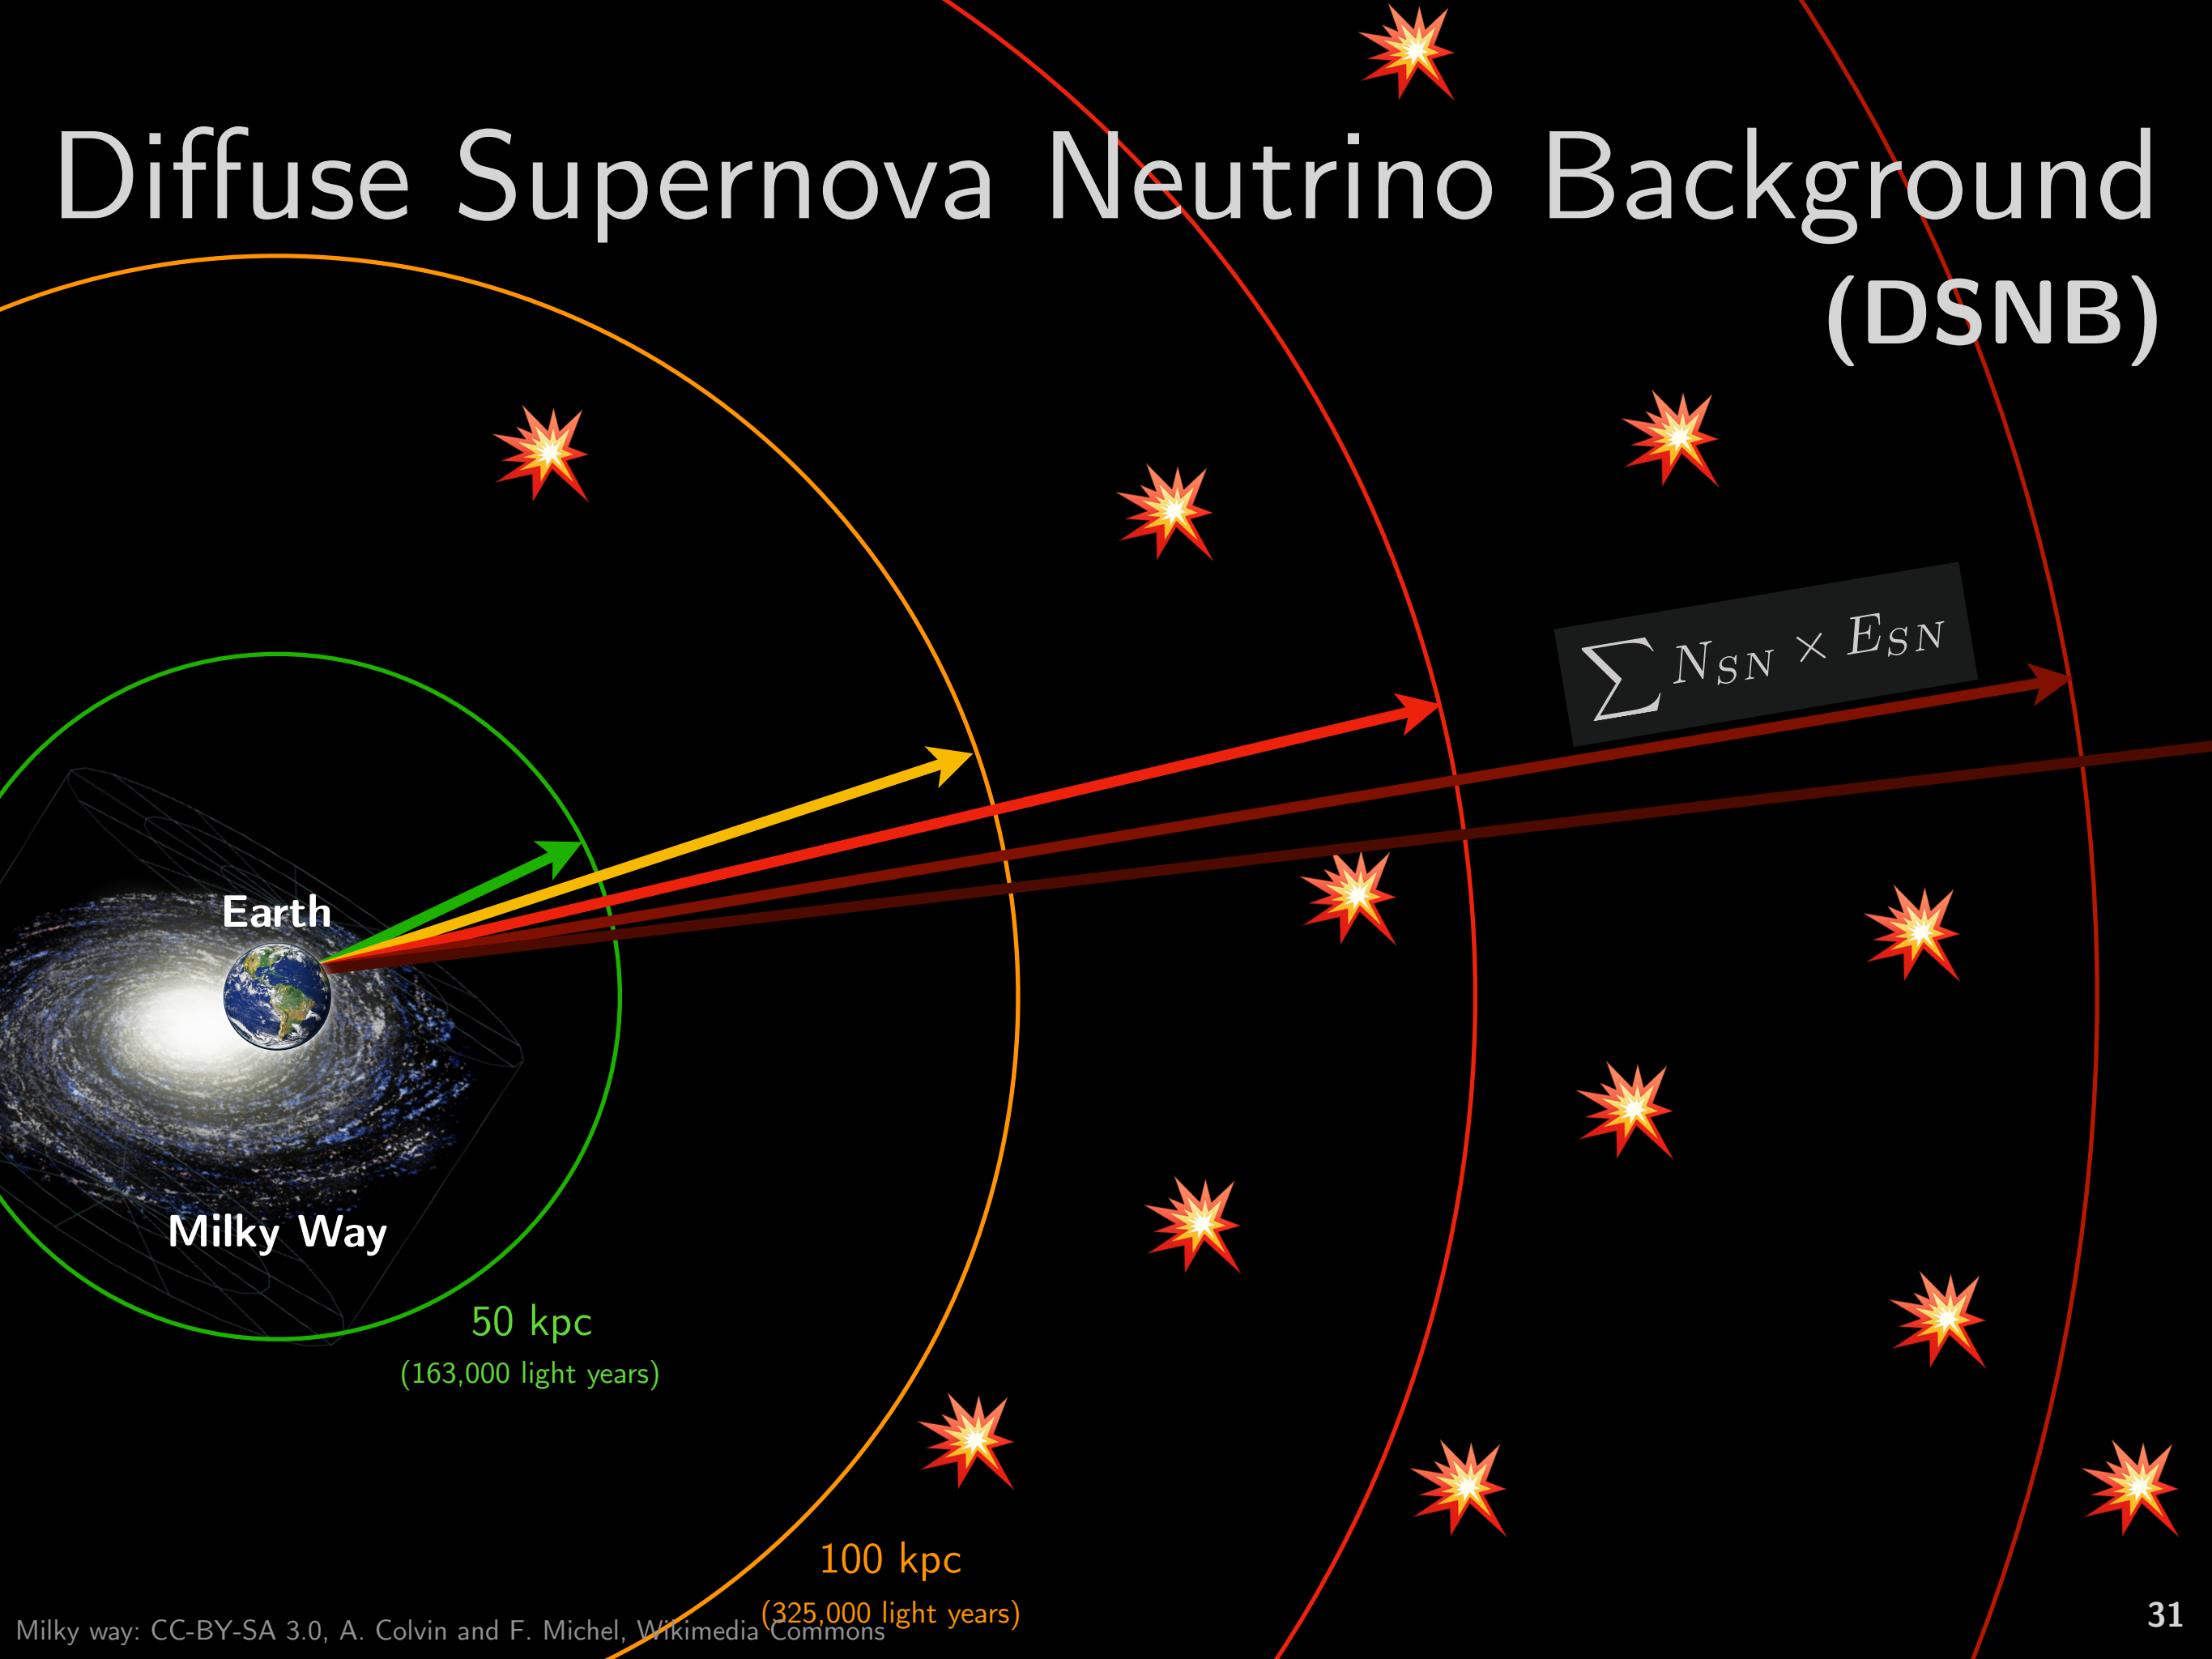 Diffuse Supernova Neutrino Background
(DSNB)
∑ N_SN × E_SN
Earth
Milky Way
50 kpc
(163,000 light years)
100 kpc
(325,000 light years)
Milky way: CC-BY-SA 3.0, A. Colvin and F. Michel, Wikimedia Commons
31